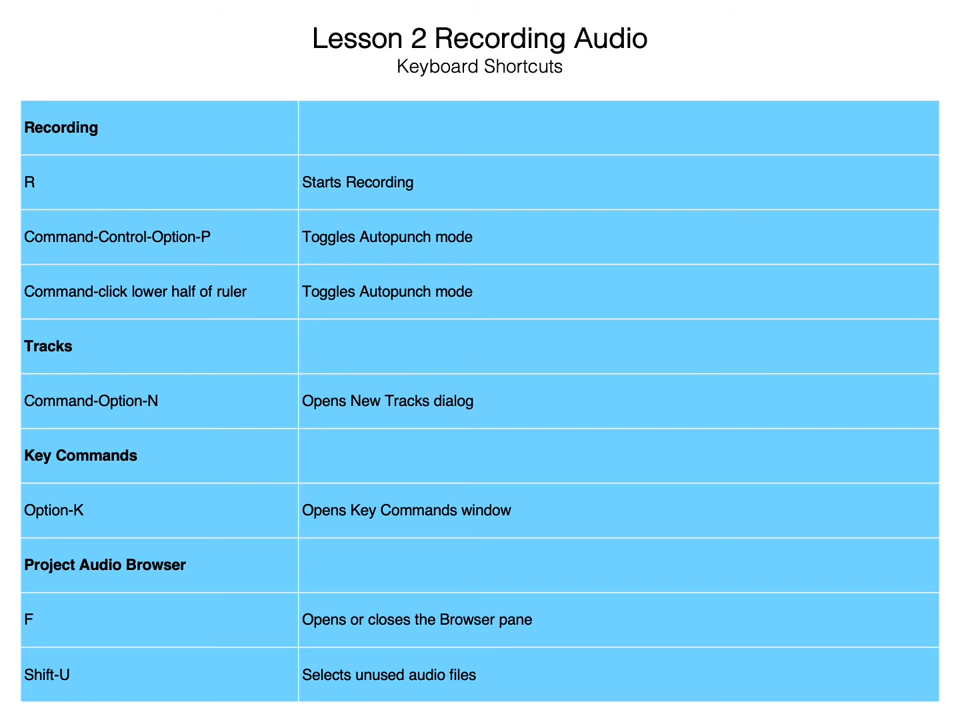 Lesson 2 Recording Audio
Keyboard Shortcuts
Recording
R Starts Recording
Command-Control-Option-P Toggles Autopunch mode
Command-click lower half of ruler Toggles Autopunch mode
Tracks
Command-Option-N Opens New Tracks dialog
Key Commands
Option-K Opens Key Commands window
Project Audio Browser
F Opens or closes the Browser pane
Shift-U Selects unused audio files